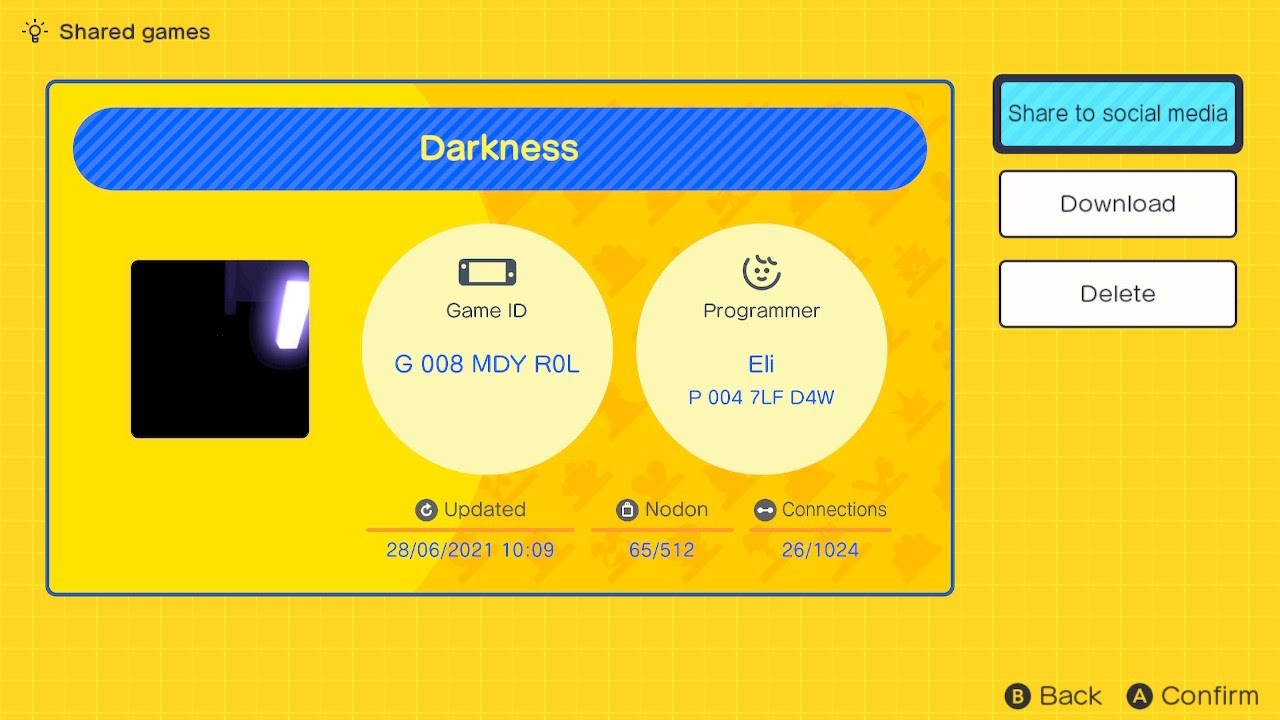 Shared games
Darkness
Game ID
G 008 MDY R0L
Programmer
Eli
P 004 7LF D4W
Updated
28/06/2021 10:09
Nodon
65/512
Connections
26/1024
Share to social media
Download
Delete
B Back
A Confirm